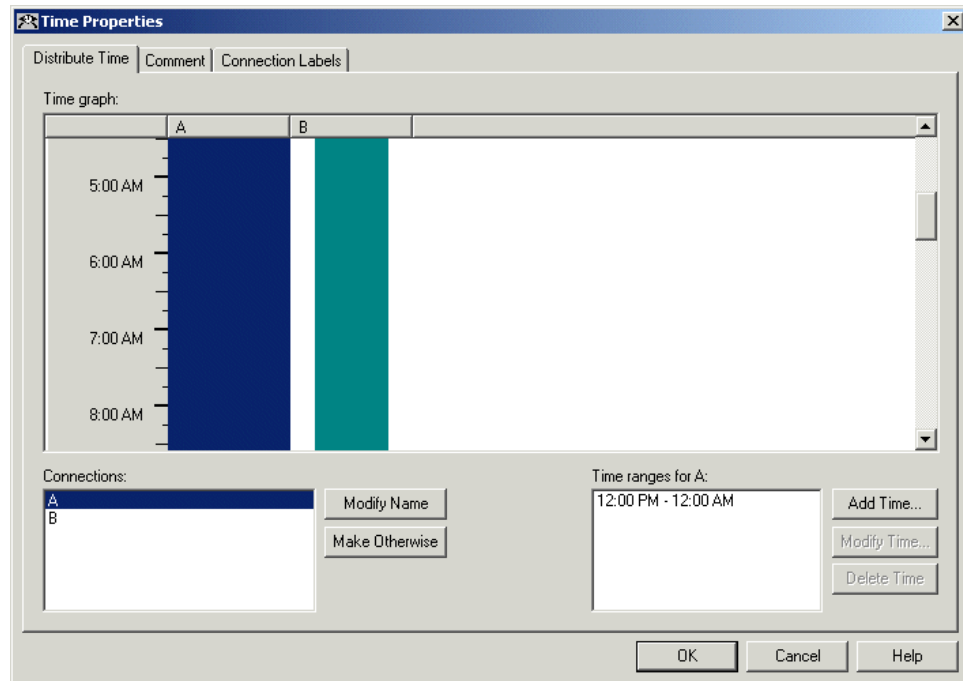 Time Properties
Distribute Time Comment Connection Labels
Time graph:
A B
5:00 AM
6:00 AM
7:00 AM
8:00 AM
Connections:
A
B
Modify Name
Make Otherwise
Time ranges for A:
12:00 PM - 12:00 AM
Add Time...
Modify Time...
Delete Time
OK Cancel Help